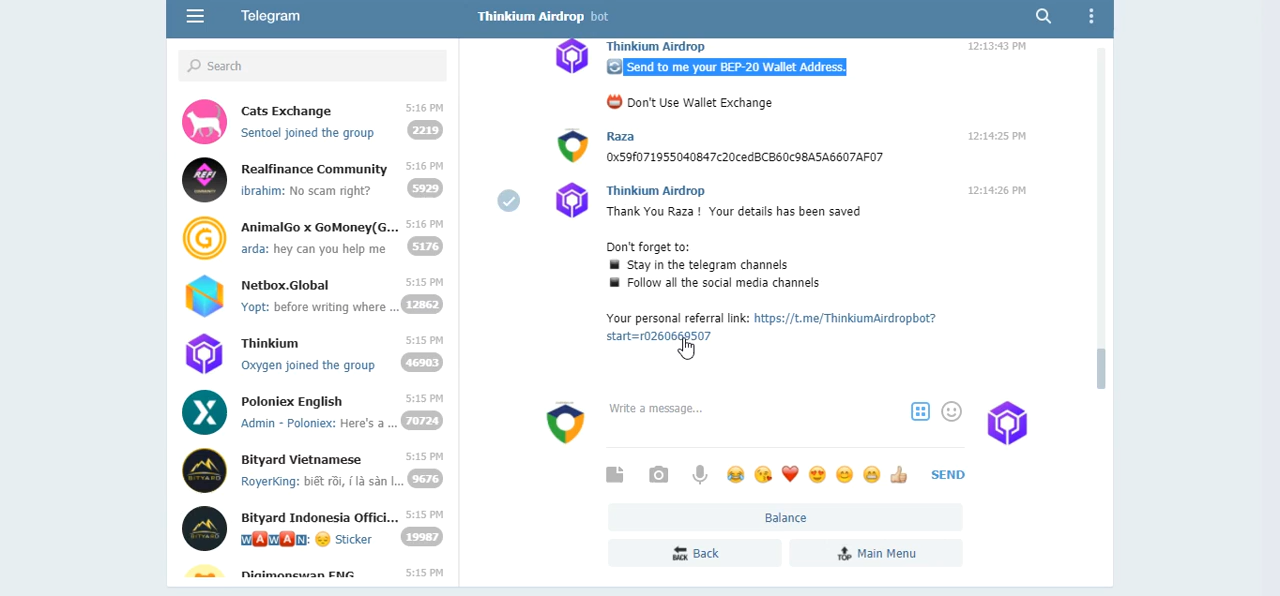 Telegram
Thinkium Airdrop bot
Search
Cats Exchange 5:16 PM
Sentoel joined the group 2219
Realfinance Community 5:16 PM
ibrahim: No scam right? 5929
AnimalGo x GoMoney(G... 5:16 PM
arda: hey can you help me 5176
Netbox.Global 5:15 PM
Yopt: before writing where ... 12862
Thinkium 5:15 PM
Oxygen joined the group 46903
Poloniex English 5:15 PM
Admin - Poloniex: Here's a ... 70724
Bityard Vietnamese 5:15 PM
RoyerKing: biết rồi, í là sàn l... 9676
Bityard Indonesia Offici... 5:15 PM
WAWAN: 😞 Sticker 19987
Digimonswap ENG 5:15 PM
Thinkium Airdrop 12:13:43 PM
Send to me your BEP-20 Wallet Address.
Don't Use Wallet Exchange
Raza 12:14:25 PM
0x59f071955040847c20cedBCB60c98A5A6607AF07
Thinkium Airdrop 12:14:26 PM
Thank You Raza ! Your details has been saved
Don't forget to:
◾ Stay in the telegram channels
◾ Follow all the social media channels
Your personal referral link: https://t.me/ThinkiumAirdropbot?
start=r0260669507
Write a message...
SEND
Balance
BACK Back
TOP Main Menu